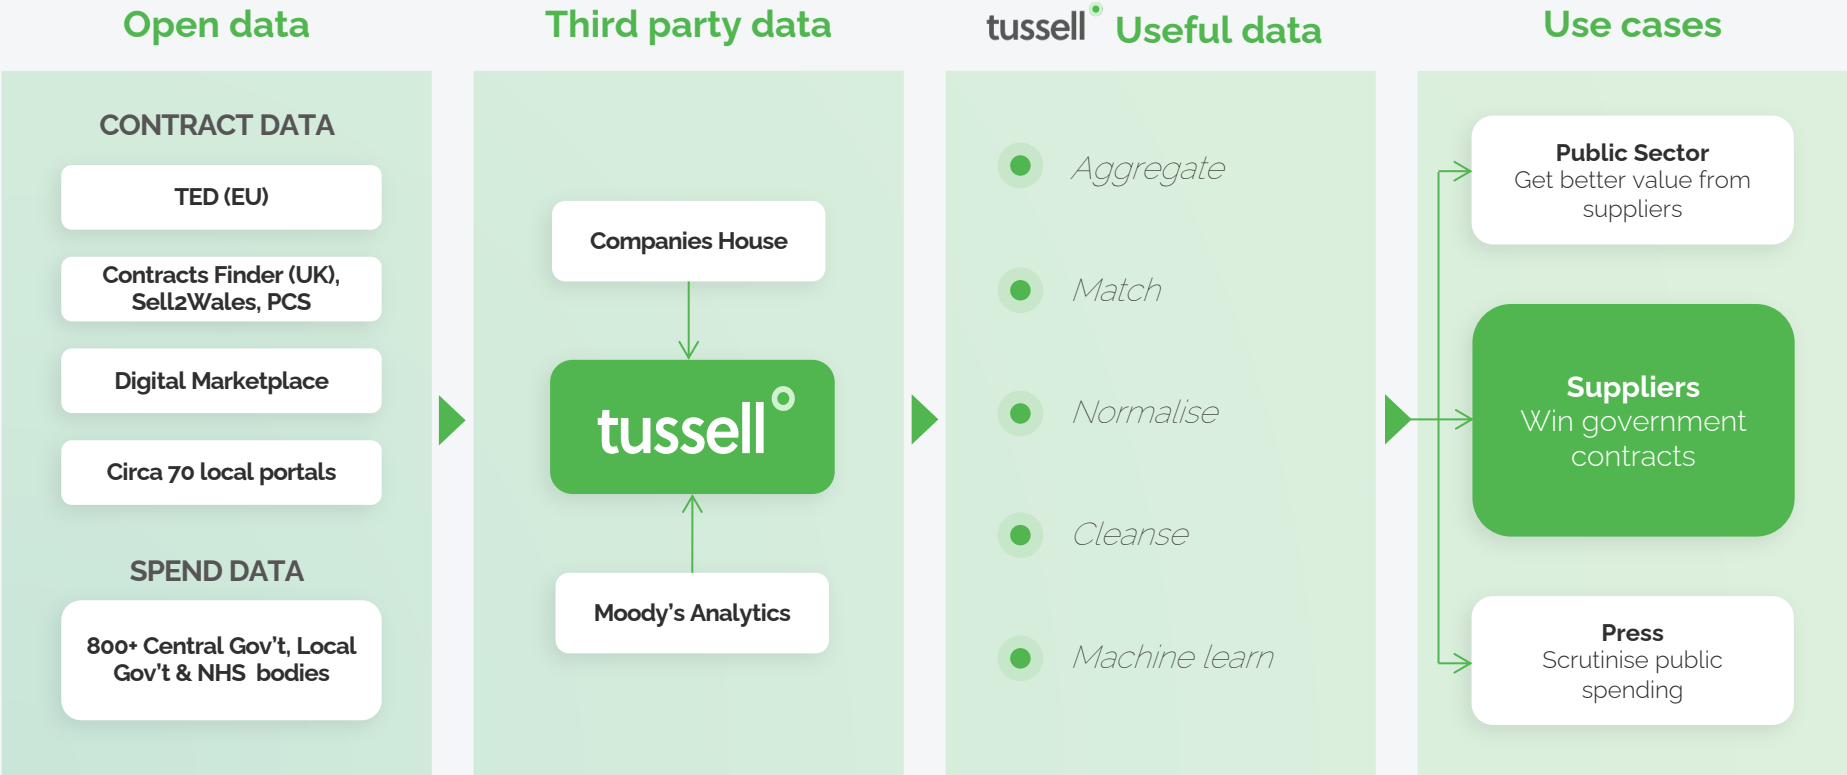 Open data
CONTRACT DATA
TED (EU)
Contracts Finder (UK),
Sell2Wales, PCS
Digital Marketplace
Circa 70 local portals
SPEND DATA
800+ Central Gov’t, Local
Gov’t & NHS bodies
Third party data
Companies House
tussell
Moody’s Analytics
tussell Useful data
Aggregate
Match
Normalise
Cleanse
Machine learn
Use cases
Public Sector
Get better value from
suppliers
Suppliers
Win government
contracts
Press
Scrutinise public
spending